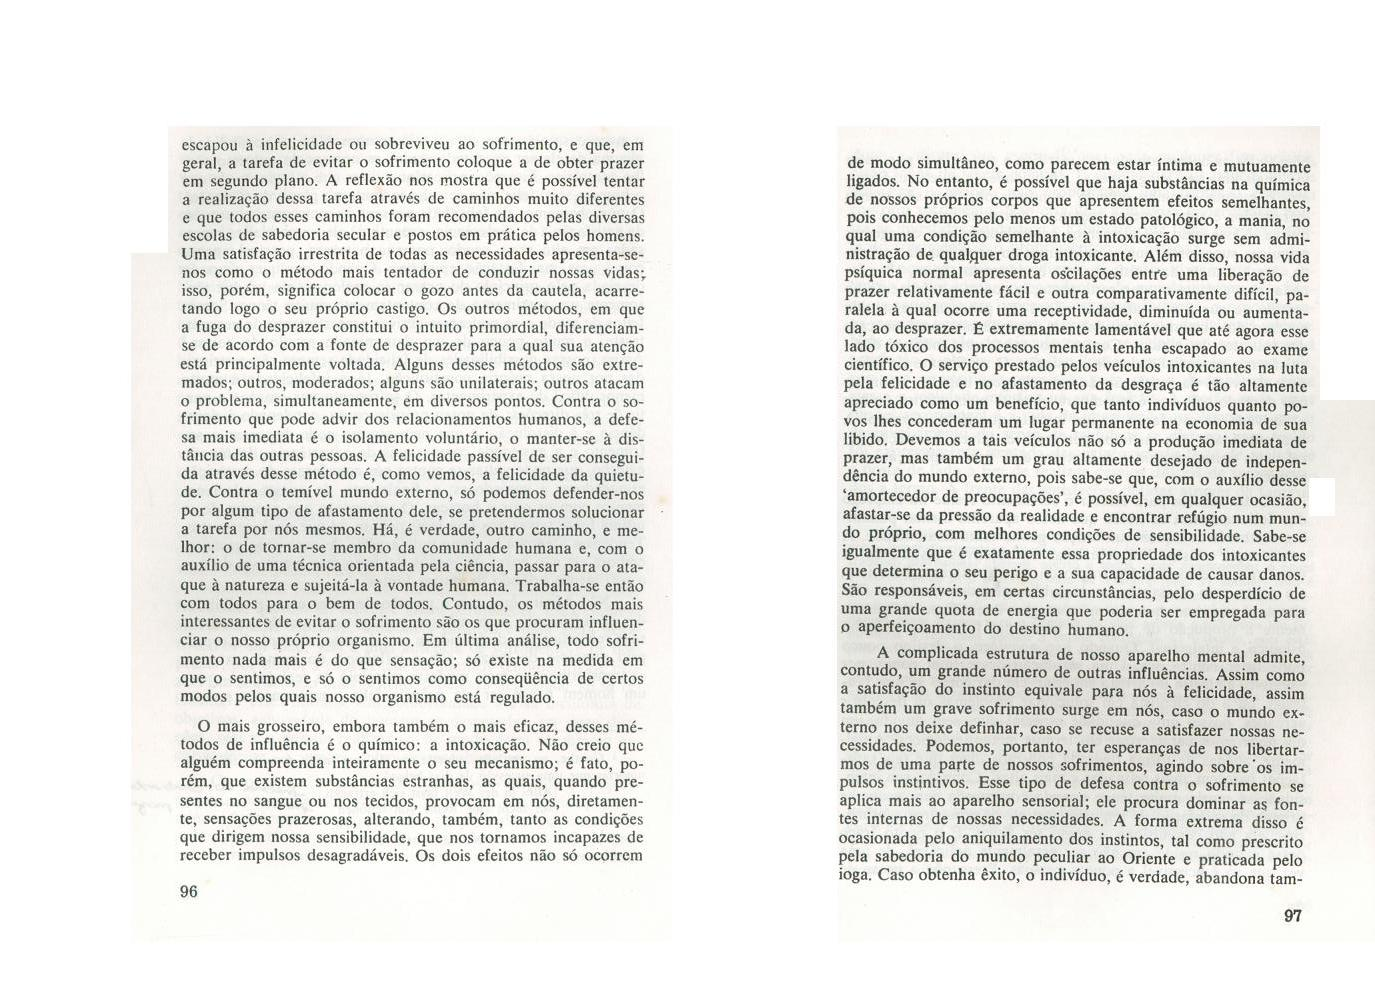 escapou à infelicidade ou sobreviveu ao sofrimento, e que, em
geral, a tarefa de evitar o sofrimento coloque a de obter prazer
em segundo plano. A reflexão nos mostra que é possível tentar
a realização dessa tarefa através de caminhos muito diferentes
e que todos esses caminhos foram recomendados pelas diversas
escolas de sabedoria secular e postos em prática pelos homens.
Uma satisfação irrestrita de todas as necessidades apresenta-se-
nos como o método mais tentador de conduzir nossas vidas;
isso, porém, significa colocar o gozo antes da cautela, acarre-
tando logo o seu próprio castigo. Os outros métodos, em que
a fuga do desprazer constitui o intuito primordial, diferenciam-
se de acordo com a fonte de desprazer para a qual sua atenção
está principalmente voltada. Alguns desses métodos são extre-
mados; outros, moderados; alguns são unilaterais; outros atacam
o problema, simultaneamente, em diversos pontos. Contra o so-
frimento que pode advir dos relacionamentos humanos, a defe-
sa mais imediata é o isolamento voluntário, o manter-se à dis-
tância das outras pessoas. A felicidade passível de ser consegui-
da através desse método é, como vemos, a felicidade da quietu-
de. Contra o temível mundo externo, só podemos defender-nos
por algum tipo de afastamento dele, se pretendermos solucionar
a tarefa por nós mesmos. Há, é verdade, outro caminho, e me-
lhor: o de tornar-se membro da comunidade humana e, com o
auxílio de uma técnica orientada pela ciência, passar para o ata-
que à natureza e sujeitá-la à vontade humana. Trabalha-se então
com todos para o bem de todos. Contudo, os métodos mais
interessantes de evitar o sofrimento são os que procuram influen-
ciar o nosso próprio organismo. Em última análise, todo sofri-
mento nada mais é do que sensação; só existe na medida em
que o sentimos, e só o sentimos como conseqüência de certos
modos pelos quais nosso organismo está regulado.
O mais grosseiro, embora também o mais eficaz, desses mé-
todos de influência é o químico: a intoxicação. Não creio que
alguém compreenda inteiramente o seu mecanismo; é fato, po-
rém, que existem substâncias estranhas, as quais, quando pre-
sentes no sangue ou nos tecidos, provocam em nós, diretamen-
te, sensações prazerosas, alterando, também, tanto as condições
que dirigem nossa sensibilidade, que nos tornamos incapazes de
receber impulsos desagradáveis. Os dois efeitos não só ocorrem
96
de modo simultâneo, como parecem estar íntima e mutuamente
ligados. No entanto, é possível que haja substâncias na química
de nossos próprios corpos que apresentem efeitos semelhantes,
pois conhecemos pelo menos um estado patológico, a mania, no
qual uma condição semelhante à intoxicação surge sem admi-
nistração de qualquer droga intoxicante. Além disso, nossa vida
psíquica normal apresenta oscilações entre uma liberação de
prazer relativamente fácil e outra comparativamente difícil, pa-
ralela à qual ocorre uma receptividade, diminuída ou aumenta-
da, ao desprazer. É extremamente lamentável que até agora esse
lado tóxico dos processos mentais tenha escapado ao exame
científico. O serviço prestado pelos veículos intoxicantes na luta
pela felicidade e no afastamento da desgraça é tão altamente
apreciado como um benefício, que tanto indivíduos quanto po-
vos lhes concederam um lugar permanente na economia de sua
libido. Devemos a tais veículos não só a produção imediata de
prazer, mas também um grau altamente desejado de indepen-
dência do mundo externo, pois sabe-se que, com o auxílio desse
‘amortecedor de preocupações’, é possível, em qualquer ocasião,
afastar-se da pressão da realidade e encontrar refúgio num mun-
do próprio, com melhores condições de sensibilidade. Sabe-se
igualmente que é exatamente essa propriedade dos intoxicantes
que determina o seu perigo e a sua capacidade de causar danos.
São responsáveis, em certas circunstâncias, pelo desperdício de
uma grande quota de energia que poderia ser empregada para
o aperfeiçoamento do destino humano.
A complicada estrutura de nosso aparelho mental admite,
contudo, um grande número de outras influências. Assim como
a satisfação do instinto equivale para nós à felicidade, assim
também um grave sofrimento surge em nós, caso o mundo ex-
terno nos deixe definhar, caso se recuse a satisfazer nossas ne-
cessidades. Podemos, portanto, ter esperanças de nos libertar-
mos de uma parte de nossos sofrimentos, agindo sobre os im-
pulsos instintivos. Esse tipo de defesa contra o sofrimento se
aplica mais ao aparelho sensorial; ele procura dominar as fon-
tes internas de nossas necessidades. A forma extrema disso é
ocasionada pelo aniquilamento dos instintos, tal como prescrito
pela sabedoria do mundo peculiar ao Oriente e praticada pelo
ioga. Caso obtenha êxito, o indivíduo, é verdade, abandona tam-
97